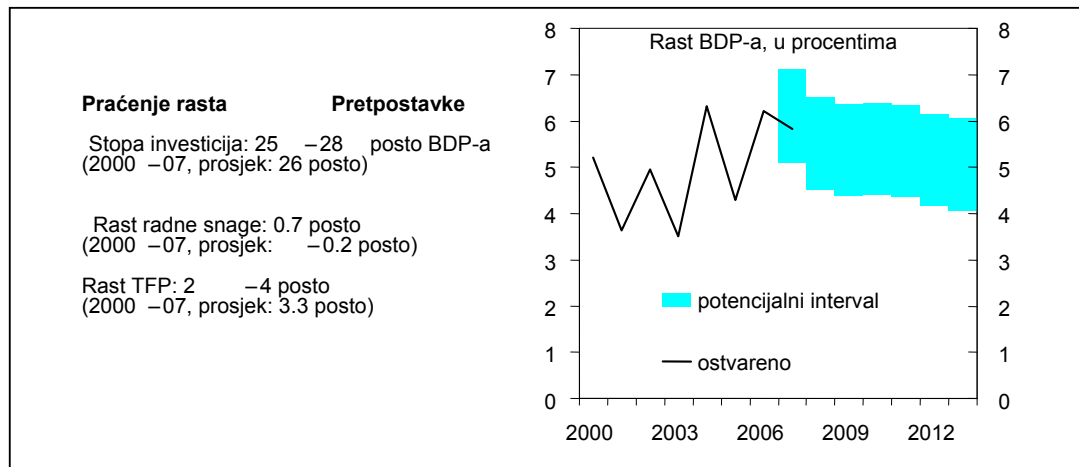 Praćenje rasta Pretpostavke
Stopa investicija: 25 –28 posto BDP-a
(2000 –07, prosjek: 26 posto)
Rast radne snage: 0.7 posto
(2000 –07, prosjek: –0.2 posto)
Rast TFP: 2 –4 posto
(2000 –07, prosjek: 3.3 posto)
Rast BDP-a, u procentima
8 8
7 7
6 6
5 5
4 4
3 3
2 2
1 1
0 0
potencijalni interval
ostvareno
2000 2003 2006 2009 2012